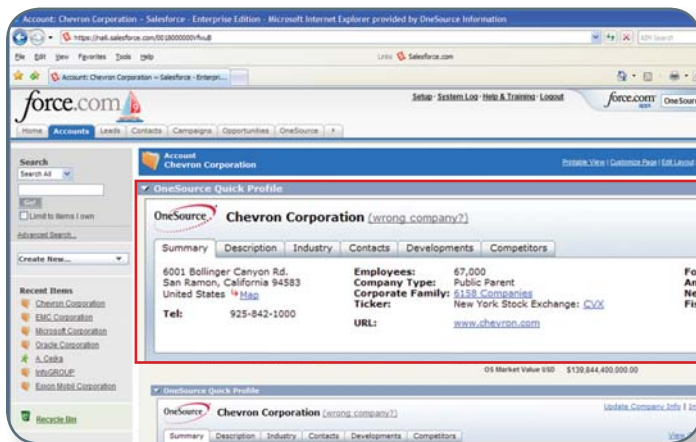 Account: Chevron Corporation ~ Salesforce - Enterprise Edition - Microsoft Internet Explorer provided by OneSource Information
File Edit View Favorites Tools Help
Links Salesforce.com
Account: Chevron Corporation ~ Salesforce - Enterpri...
force.com
Setup · System Log · Help & Training · Logout
force.com apps OneSour
Home Accounts Leads Contacts Campaigns Opportunities OneSource
Search
Search All
Go!
Limit to items I own
Advanced Search...
Create New...
Recent Items
Chevron Corporation
EMC Corporation
Microsoft Corporation
Oracle Corporation
infoGROUP
Exxon Mobil Corporation
Recycle Bin
Account
Chevron Corporation
Printable View | Customize Page | Edit Layout
OneSource Quick Profile
OneSource Chevron Corporation (wrong company?)
Summary Description Industry Contacts Developments Competitors
6001 Bollinger Canyon Rd.
San Ramon, California 94583
United States Map
Tel: 925-842-1000
Employees: 67,000
Company Type: Public Parent
Corporate Family: 6158 Companies
Ticker: New York Stock Exchange: CVX
URL: www.chevron.com
Fo
An
Ne
Fis
OS Market Value USD $139,844,400,000.00
OneSource Quick Profile
OneSource Chevron Corporation (wrong company?)
Update Company Info |
Summary Description Industry Contacts Developments Competitors